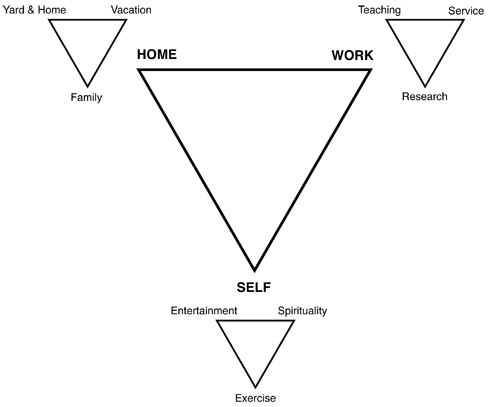 Yard & Home
Vacation
Family
Teaching
Service
Research
HOME
WORK
SELF
Entertainment
Spirituality
Exercise